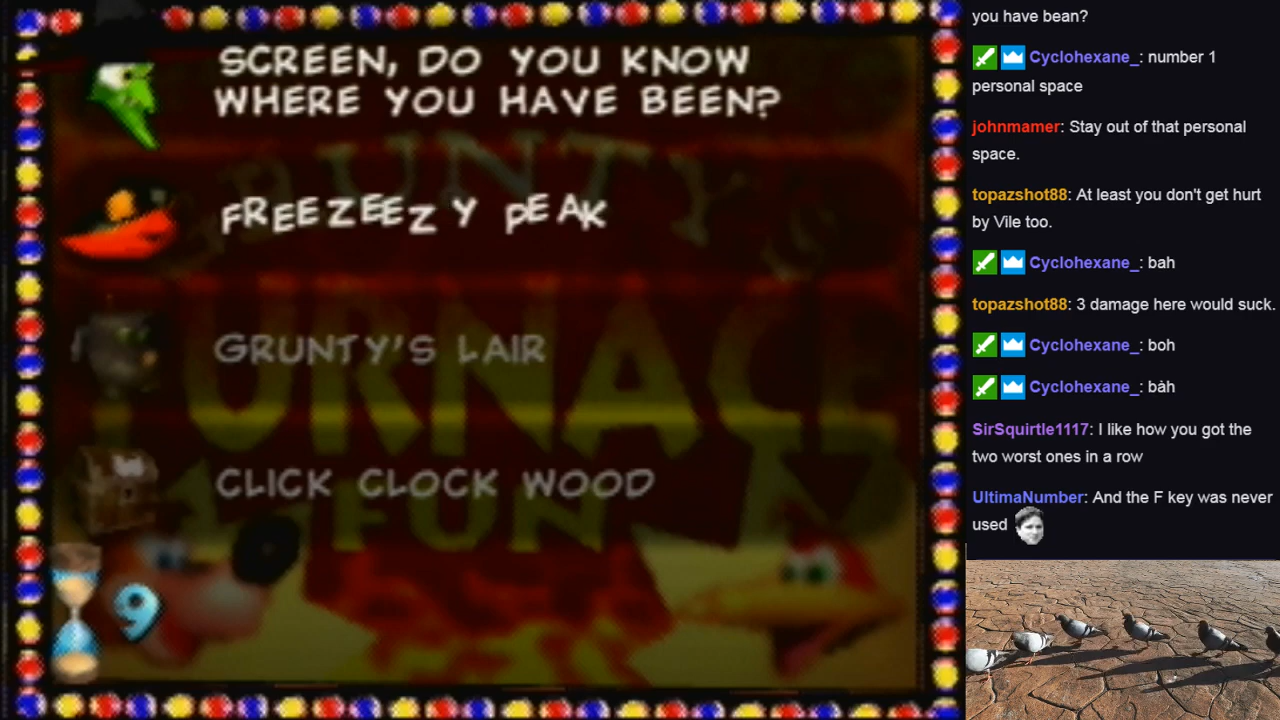 SCREEN, DO YOU KNOW
WHERE YOU HAVE BEEN?
GRUNTY
FREEZEEZY PEAK
FURNACE
GRUNTY'S LAIR
CLICK CLOCK WOOD
FUN
9
you have bean?
Cyclohexane_: number 1
personal space
johnmamer: Stay out of that personal
space.
topazshot88: At least you don't get hurt
by Vile too.
Cyclohexane_: bah
topazshot88: 3 damage here would suck.
Cyclohexane_: boh
Cyclohexane_: bàh
SirSquirtle1117: I like how you got the
two worst ones in a row
UltimaNumber: And the F key was never
used